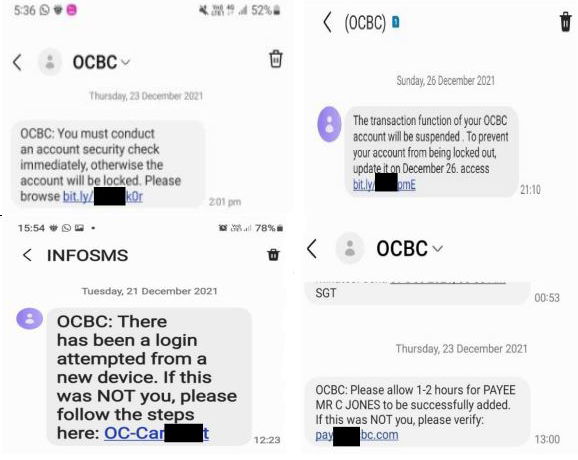 5:36
52%
OCBC
Thursday, 23 December 2021
OCBC: You must conduct
an account security check
immediately, otherwise the
account will be locked. Please
browse bit.ly/ k0r
2:01 pm
(OCBC)
Sunday, 26 December 2021
The transaction function of your OCBC
account will be suspended . To prevent
your account from being locked out,
update it on December 26. access
bit.ly/ pmE
21:10
15:54
78%
INFOSMS
Tuesday, 21 December 2021
OCBC: There
has been a login
attempted from a
new device. If this
was NOT you, please
follow the steps
here: OC-Car t
12:23
OCBC
SGT
00:53
Thursday, 23 December 2021
OCBC: Please allow 1-2 hours for PAYEE
MR C JONES to be successfully added.
If this was NOT you, please verify:
pay bc.com
13:00